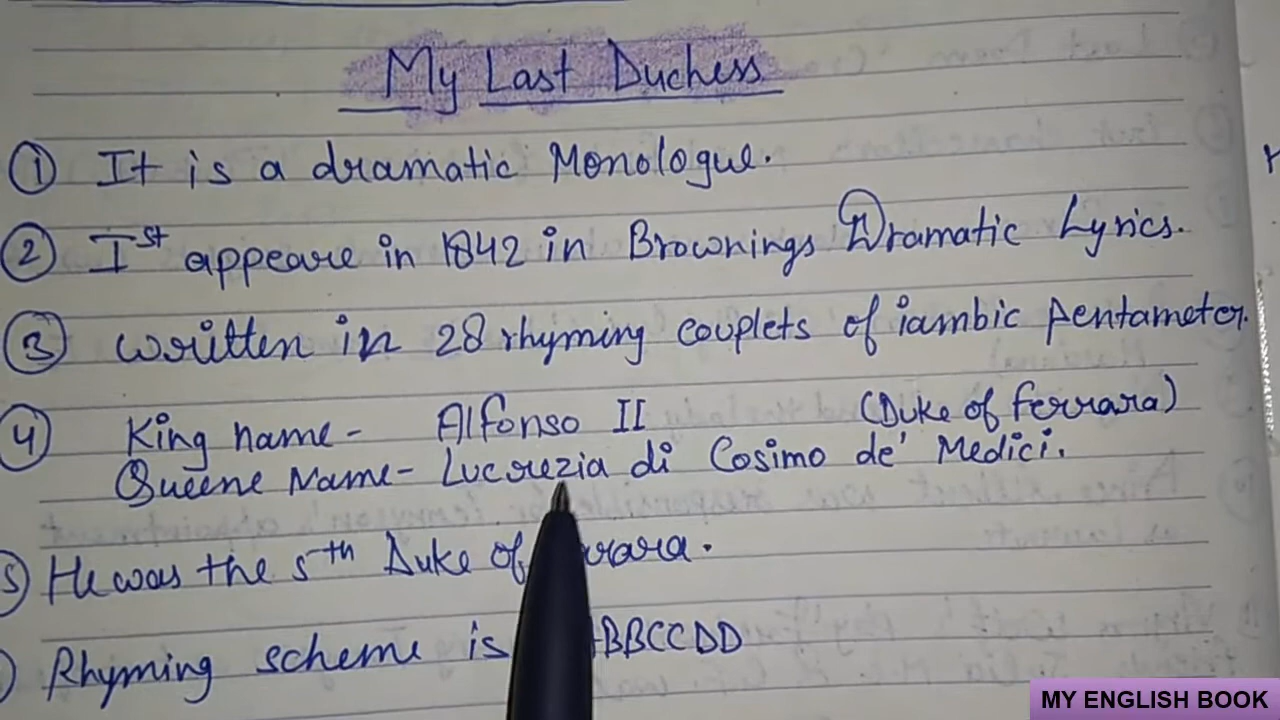 My Last Duchess
① It is a dramatic Monologue.
② Ist appeare in 1842 in Brownings Dramatic Lyrics.
③ written in 28 rhyming couplets of iambic pentameter.
④ King name- Alfonso II (Duke of Ferrara)
Queene Name- Lucrezia di Cosimo de' Medici.
5) He was the 5th Duke of rara.
) Rhyming scheme is ABBCCDD
MY ENGLISH BOOK